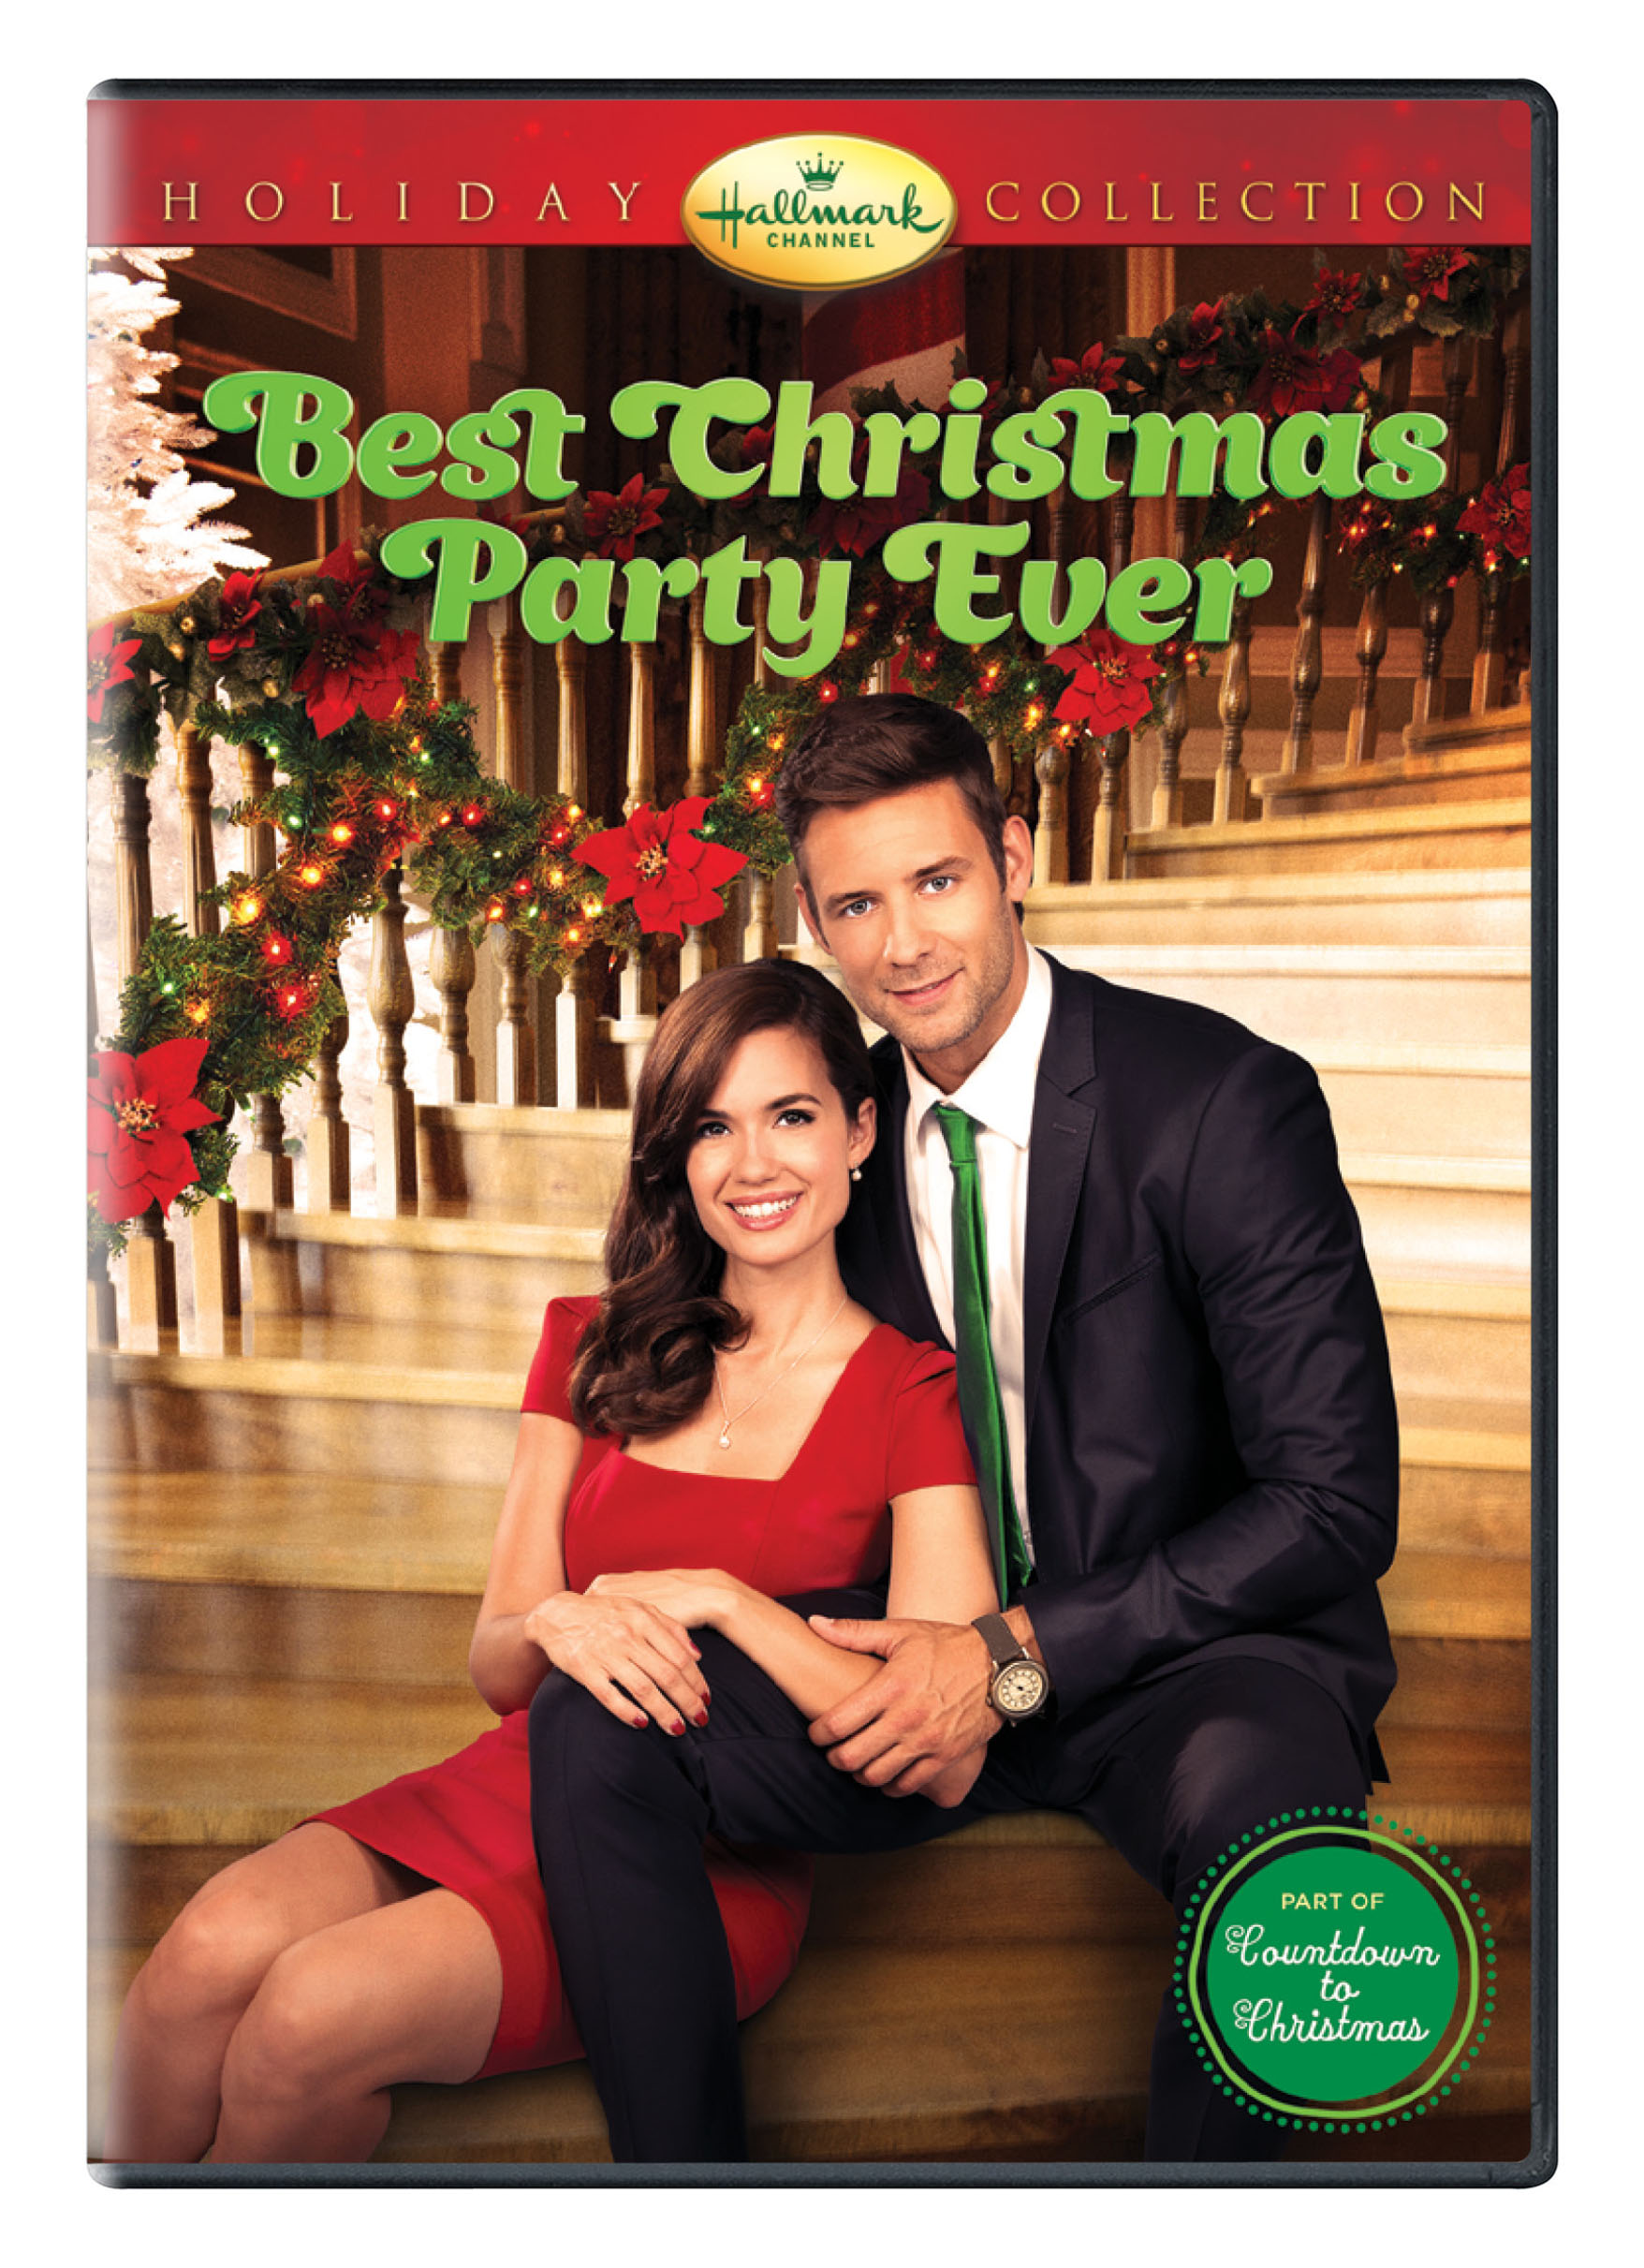 HOLIDAY Hallmark COLLECTION
CHANNEL
Best Christmas
Party Ever
PART OF
Countdown
to
Christmas